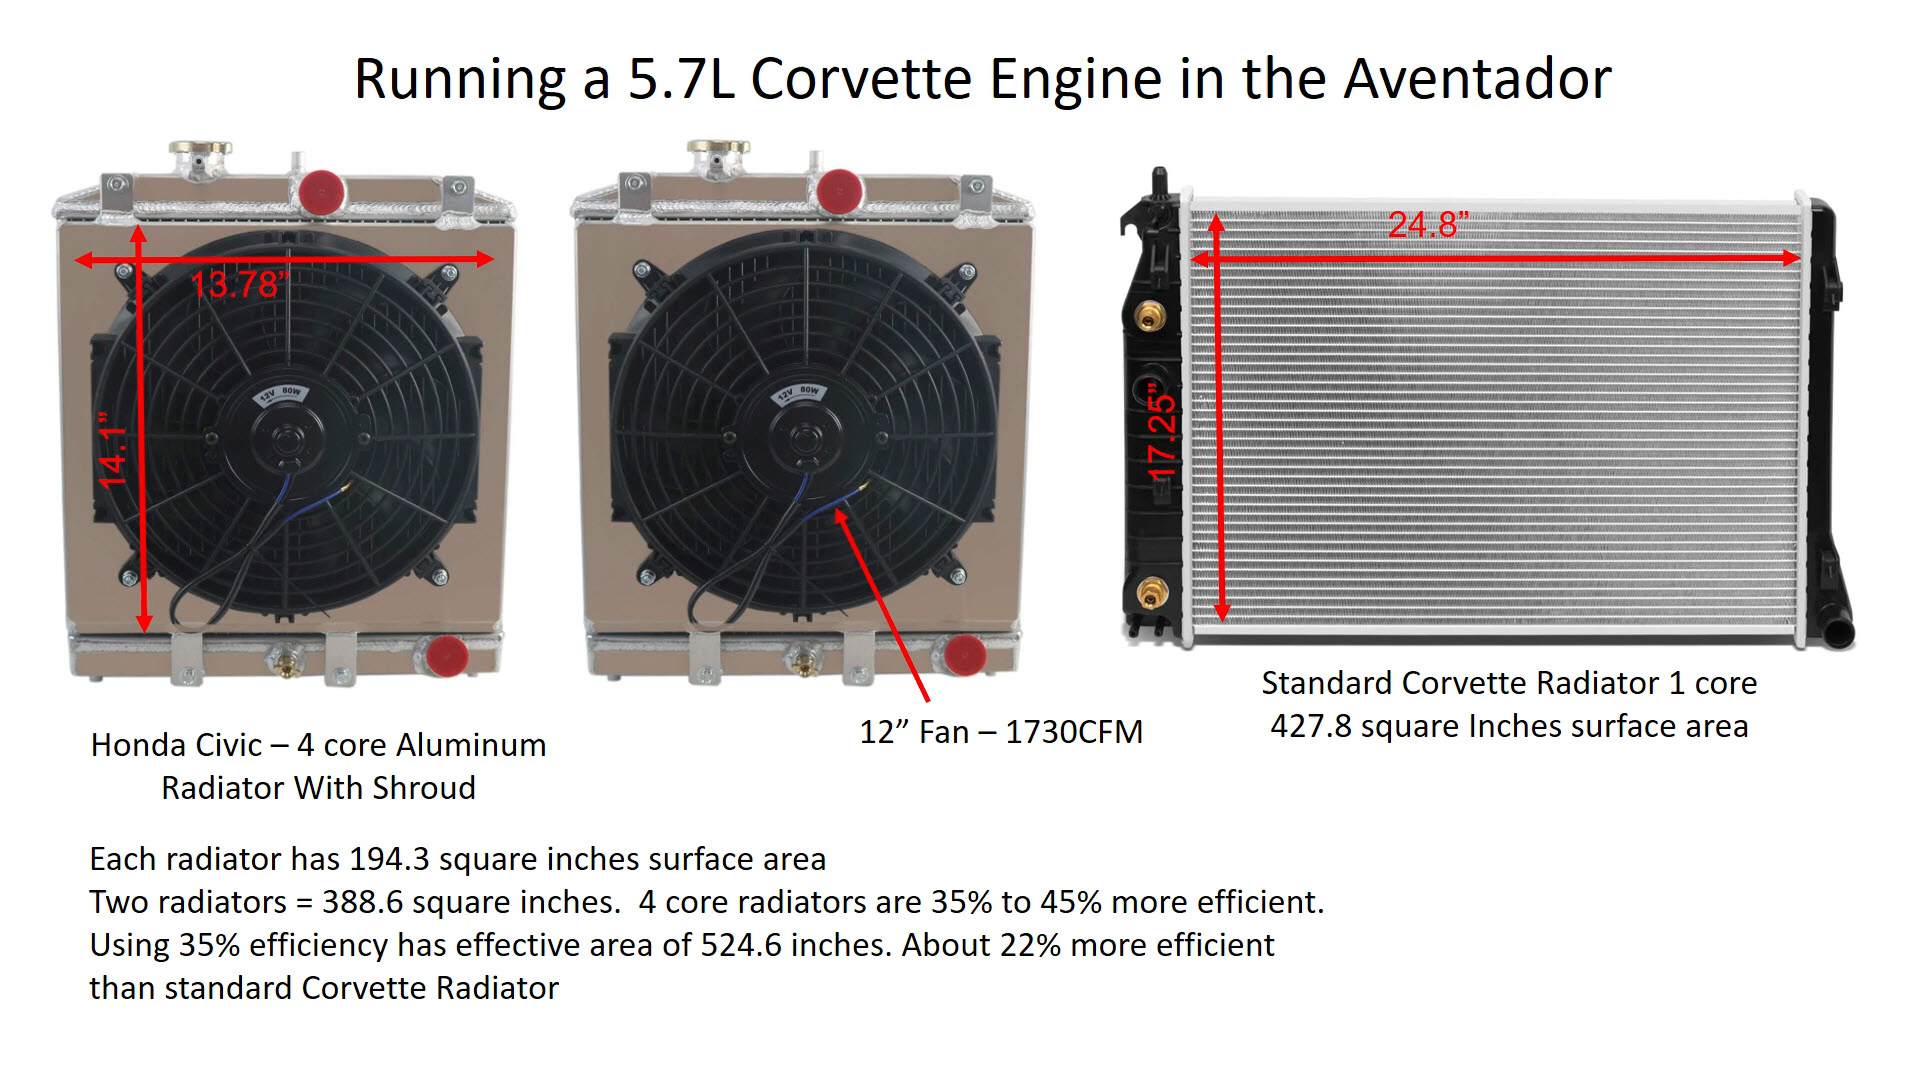 Running a 5.7L Corvette Engine in the Aventador
13.78”
14.1”
12V 80W
12V 80W
24.8”
17.25”
Honda Civic – 4 core Aluminum
Radiator With Shroud
12” Fan – 1730CFM
Standard Corvette Radiator 1 core
427.8 square Inches surface area
Each radiator has 194.3 square inches surface area
Two radiators = 388.6 square inches.  4 core radiators are 35% to 45% more efficient.
Using 35% efficiency has effective area of 524.6 inches. About 22% more efficient
than standard Corvette Radiator